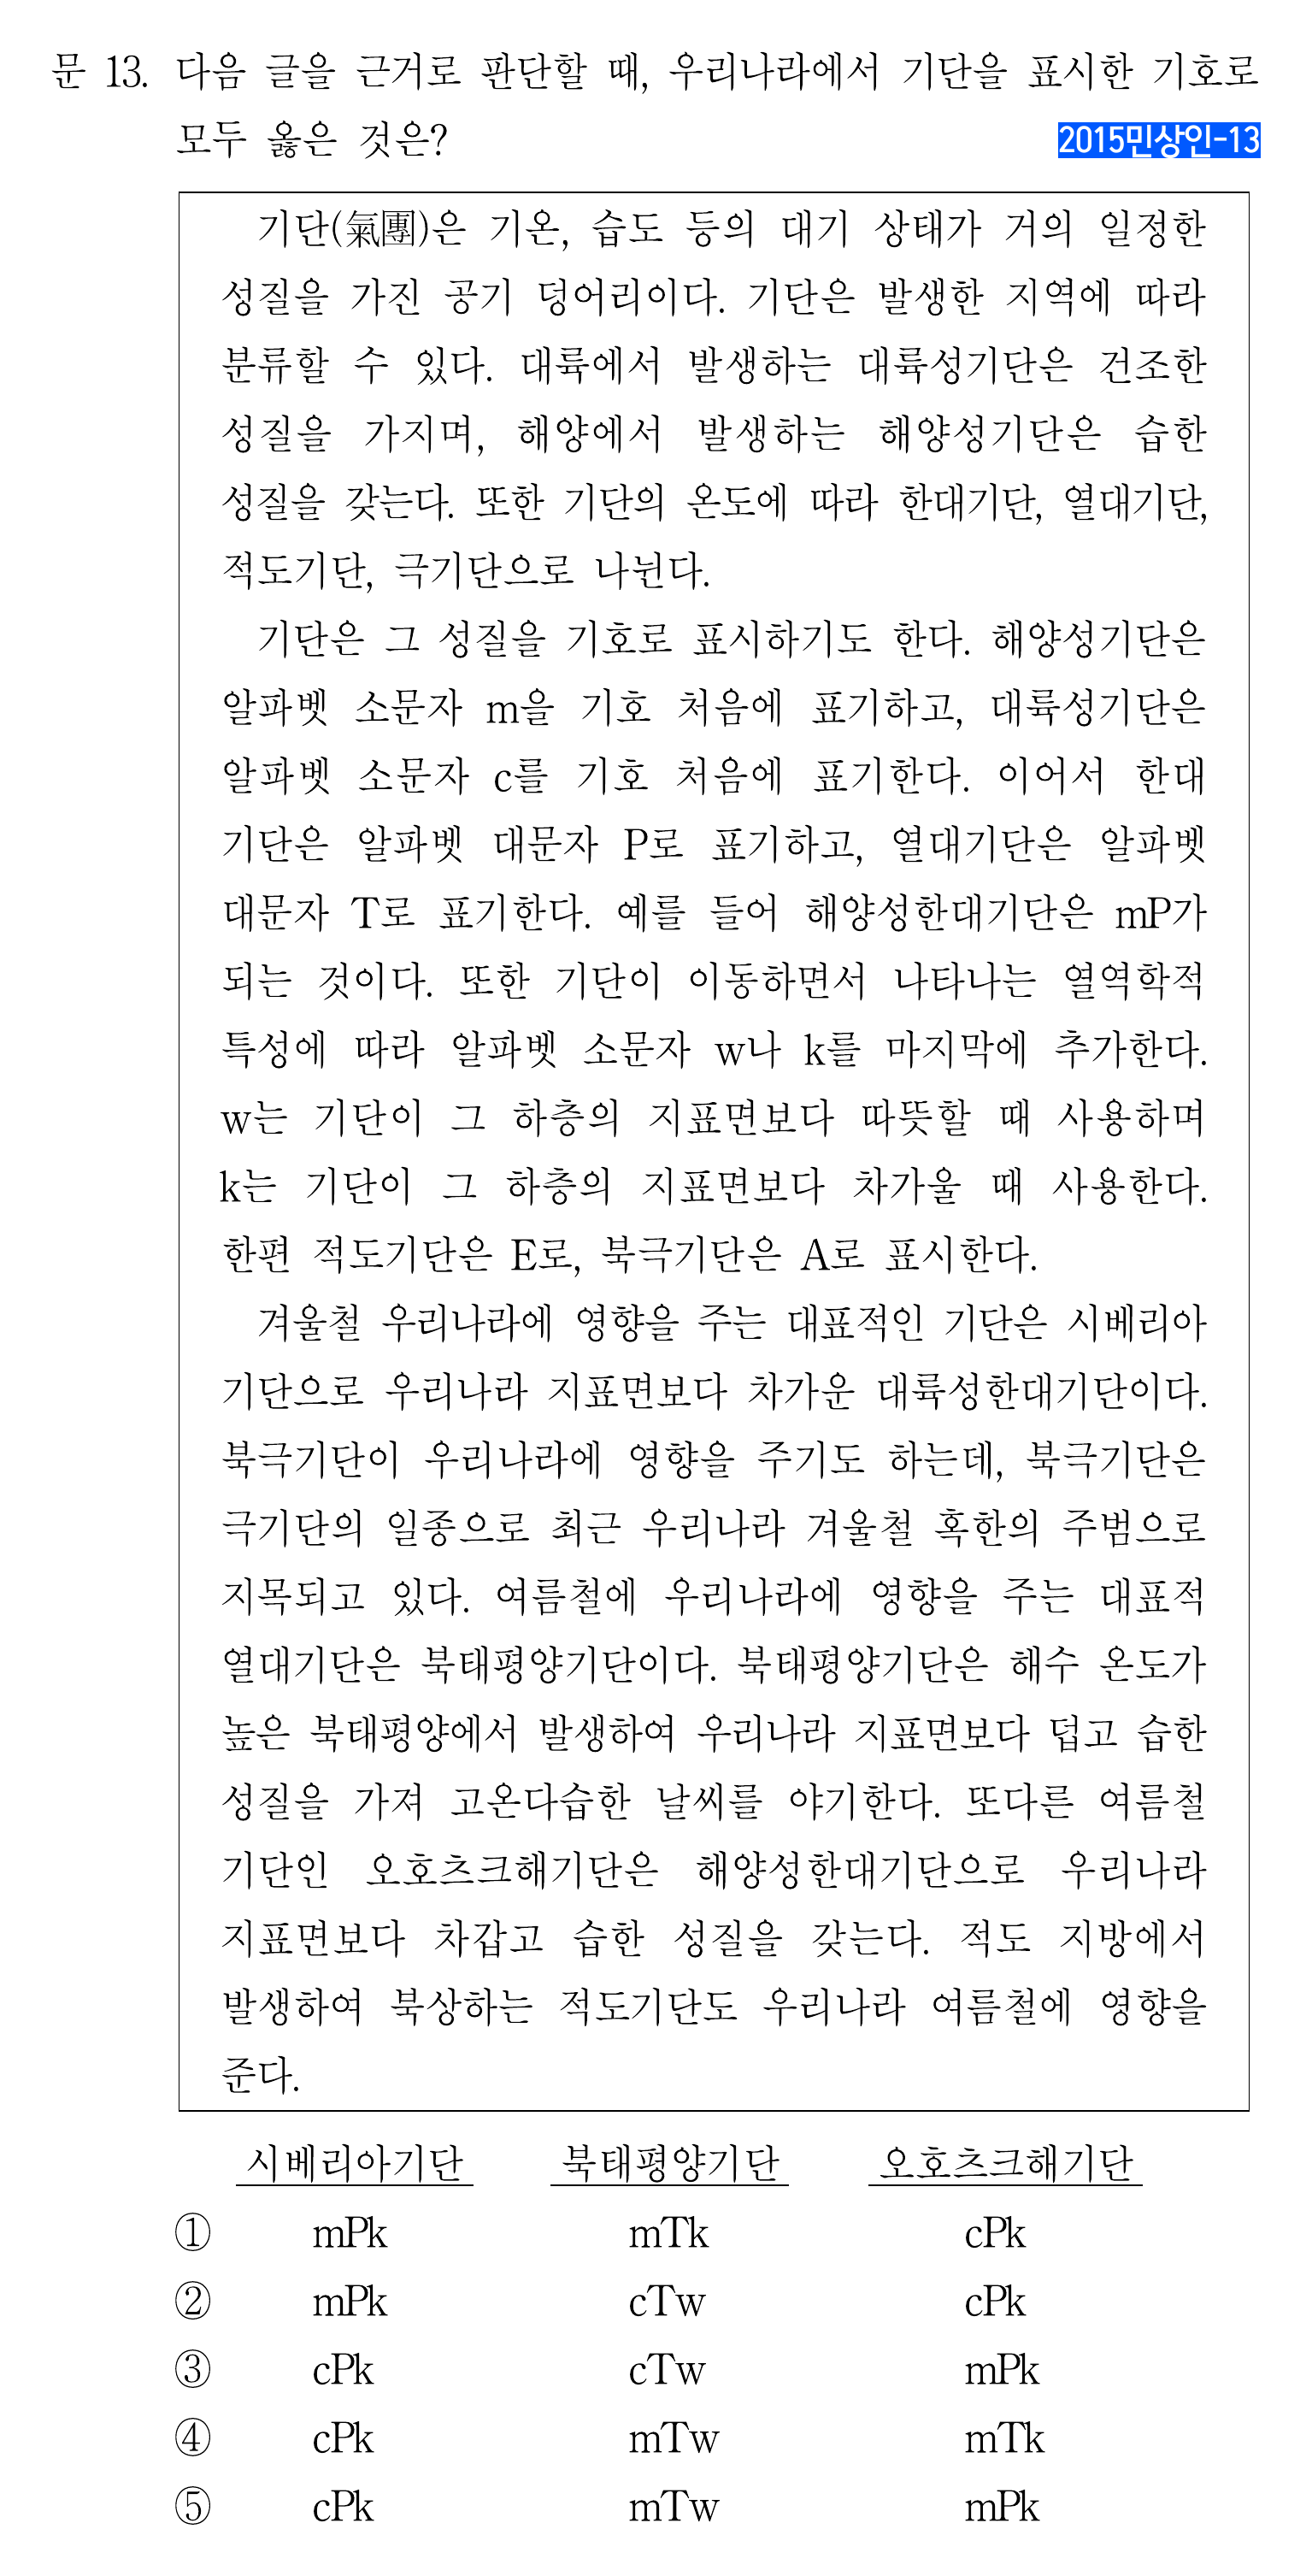 문 13. 다음 글을 근거로 판단할 때, 우리나라에서 기단을 표시한 기호로
모두 옳은 것은? 2015민상인-13
기단(氣團)은 기온, 습도 등의 대기 상태가 거의 일정한
성질을 가진 공기 덩어리이다. 기단은 발생한 지역에 따라
분류할 수 있다. 대륙에서 발생하는 대륙성기단은 건조한
성질을 가지며, 해양에서 발생하는 해양성기단은 습한
성질을 갖는다. 또한 기단의 온도에 따라 한대기단, 열대기단,
적도기단, 극기단으로 나뉜다.
기단은 그 성질을 기호로 표시하기도 한다. 해양성기단은
알파벳 소문자 m을 기호 처음에 표기하고, 대륙성기단은
알파벳 소문자 c를 기호 처음에 표기한다. 이어서 한대
기단은 알파벳 대문자 P로 표기하고, 열대기단은 알파벳
대문자 T로 표기한다. 예를 들어 해양성한대기단은 mP가
되는 것이다. 또한 기단이 이동하면서 나타나는 열역학적
특성에 따라 알파벳 소문자 w나 k를 마지막에 추가한다.
w는 기단이 그 하층의 지표면보다 따뜻할 때 사용하며
k는 기단이 그 하층의 지표면보다 차가울 때 사용한다.
한편 적도기단은 E로, 북극기단은 A로 표시한다.
겨울철 우리나라에 영향을 주는 대표적인 기단은 시베리아
기단으로 우리나라 지표면보다 차가운 대륙성한대기단이다.
북극기단이 우리나라에 영향을 주기도 하는데, 북극기단은
극기단의 일종으로 최근 우리나라 겨울철 혹한의 주범으로
지목되고 있다. 여름철에 우리나라에 영향을 주는 대표적
열대기단은 북태평양기단이다. 북태평양기단은 해수 온도가
높은 북태평양에서 발생하여 우리나라 지표면보다 덥고 습한
성질을 가져 고온다습한 날씨를 야기한다. 또다른 여름철
기단인 오호츠크해기단은 해양성한대기단으로 우리나라
지표면보다 차갑고 습한 성질을 갖는다. 적도 지방에서
발생하여 북상하는 적도기단도 우리나라 여름철에 영향을
준다.
시베리아기단 북태평양기단 오호츠크해기단
① mPk mTk cPk
② mPk cTw cPk
③ cPk cTw mPk
④ cPk mTw mTk
⑤ cPk mTw mPk